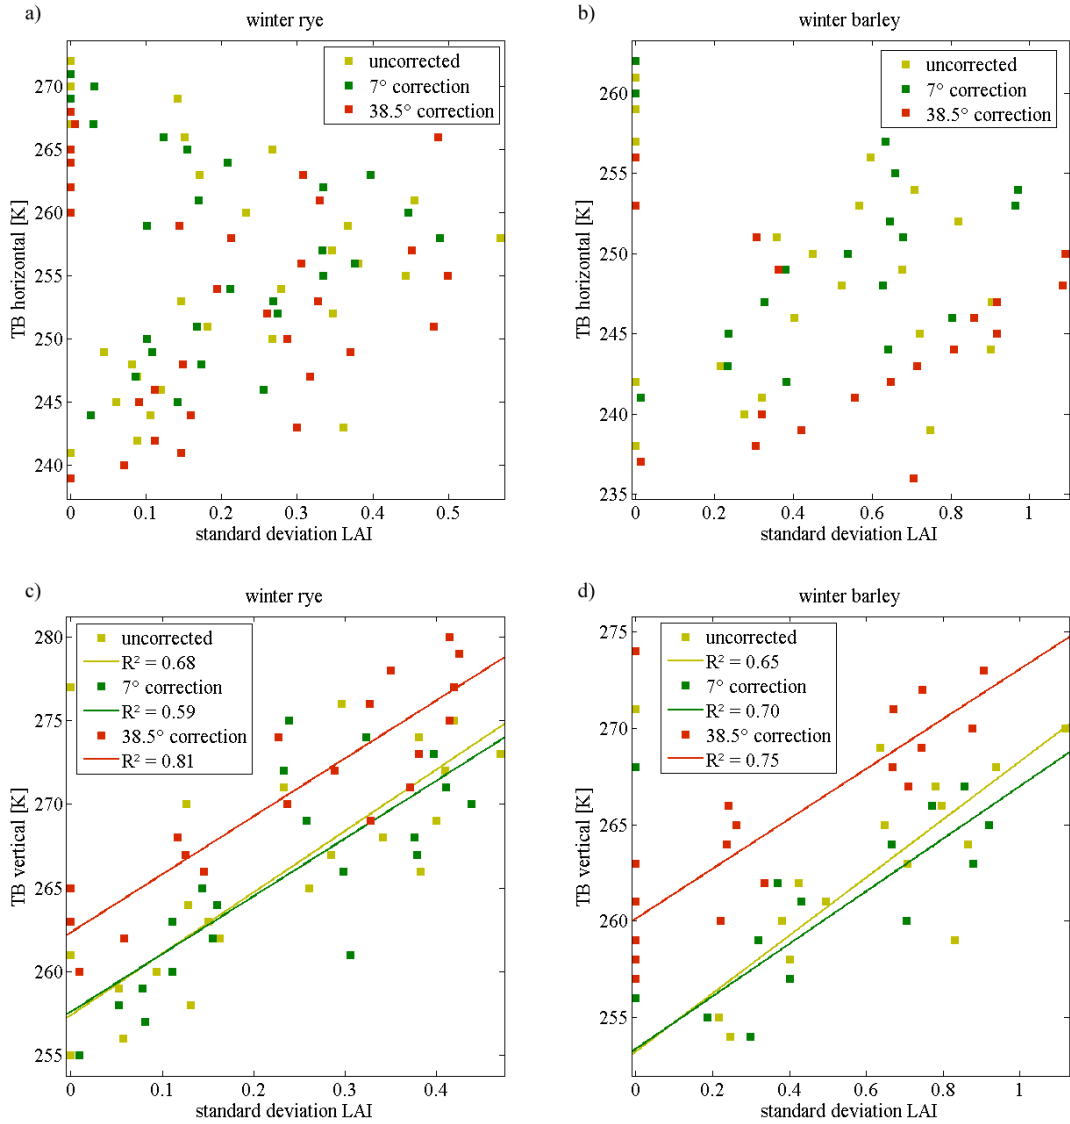 a)
winter rye
uncorrected
7° correction
38.5° correction
TB horizontal [K]
270
265
260
255
250
245
240
0
0.1
0.2
0.3
0.4
0.5
standard deviation LAI
b)
winter barley
uncorrected
7° correction
38.5° correction
TB horizontal [K]
260
255
250
245
240
235
0
0.2
0.4
0.6
0.8
1
standard deviation LAI
c)
winter rye
uncorrected
R² = 0.68
7° correction
R² = 0.59
38.5° correction
R² = 0.81
TB vertical [K]
280
275
270
265
260
255
0
0.1
0.2
0.3
0.4
standard deviation LAI
d)
winter barley
uncorrected
R² = 0.65
7° correction
R² = 0.70
38.5° correction
R² = 0.75
TB vertical [K]
275
270
265
260
255
0
0.2
0.4
0.6
0.8
1
standard deviation LAI